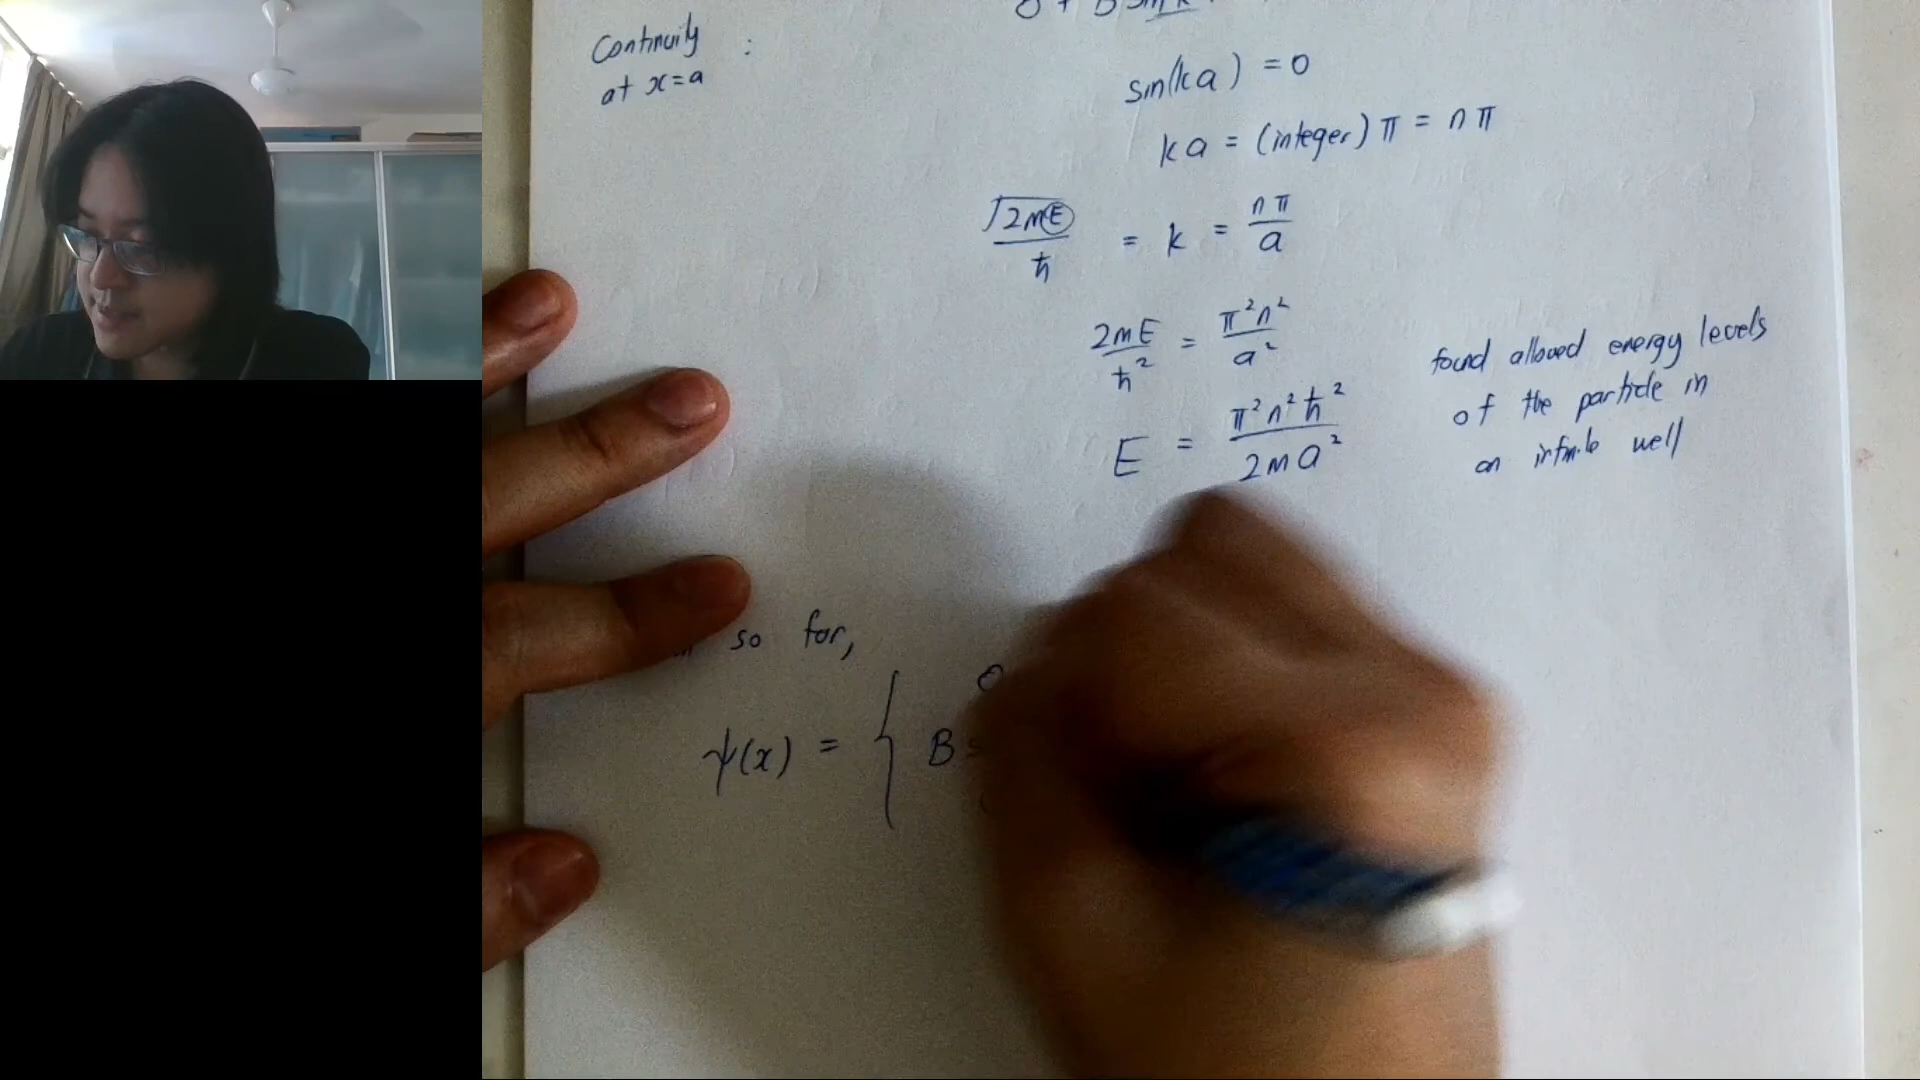 Continuity
at x=a :
sin(ka) = 0
ka = (integer) π = nπ
√2mE / ħ = k = nπ / a
2mE / ħ² = π²n² / a²
E = π²n²ħ² / 2ma²
found allowed energy levels
of the particle in
an infinite well
so far,
ψ(x) = { 0
B